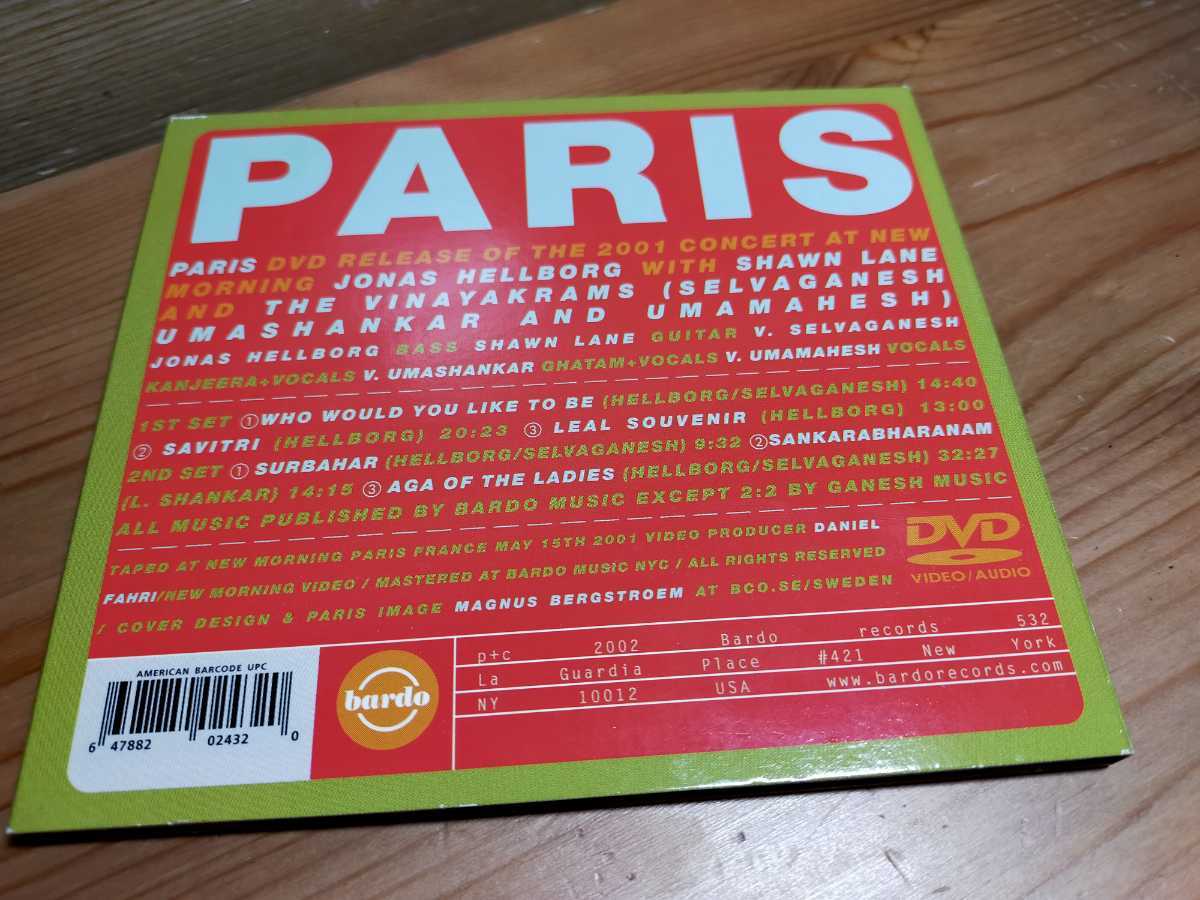 PARIS
PARIS DVD RELEASE OF THE 2001 CONCERT AT NEW
MORNING JONAS HELLBORG WITH SHAWN LANE
AND THE VINAYAKRAMS (SELVAGANESH
UMASHANKAR AND UMAMAHESH)
JONAS HELLBORG BASS SHAWN LANE GUITAR V. SELVAGANESH
KANJEERA+VOCALS V. UMASHANKAR GHATAM+VOCALS V. UMAMAHESH VOCALS
1ST SET ①WHO WOULD YOU LIKE TO BE (HELLBORG/SELVAGANESH) 14:40
② SAVITRI (HELLBORG) 20:23 ③ LEAL SOUVENIR (HELLBORG) 13:00
2ND SET ① SURBAHAR (HELLBORG/SELVAGANESH) 9:32 ②SANKARABHARANAM
(L. SHANKAR) 14:15 ③ AGA OF THE LADIES (HELLBORG/SELVAGANESH) 32:27
ALL MUSIC PUBLISHED BY BARDO MUSIC EXCEPT 2:2 BY GANESH MUSIC
TAPED AT NEW MORNING PARIS FRANCE MAY 15TH 2001 VIDEO PRODUCER DANIEL
FAHRI/NEW MORNING VIDEO / MASTERED AT BARDO MUSIC NYC / ALL RIGHTS RESERVED
/ COVER DESIGN & PARIS IMAGE MAGNUS BERGSTROEM AT BCO.SE/SWEDEN
DVD
VIDEO/AUDIO
AMERICAN BARCODE UPC
6 47882 02432 0
bardo
p+c 2002 Bardo records 532
La Guardia Place #421 New York
NY 10012 USA www.bardorecords.com